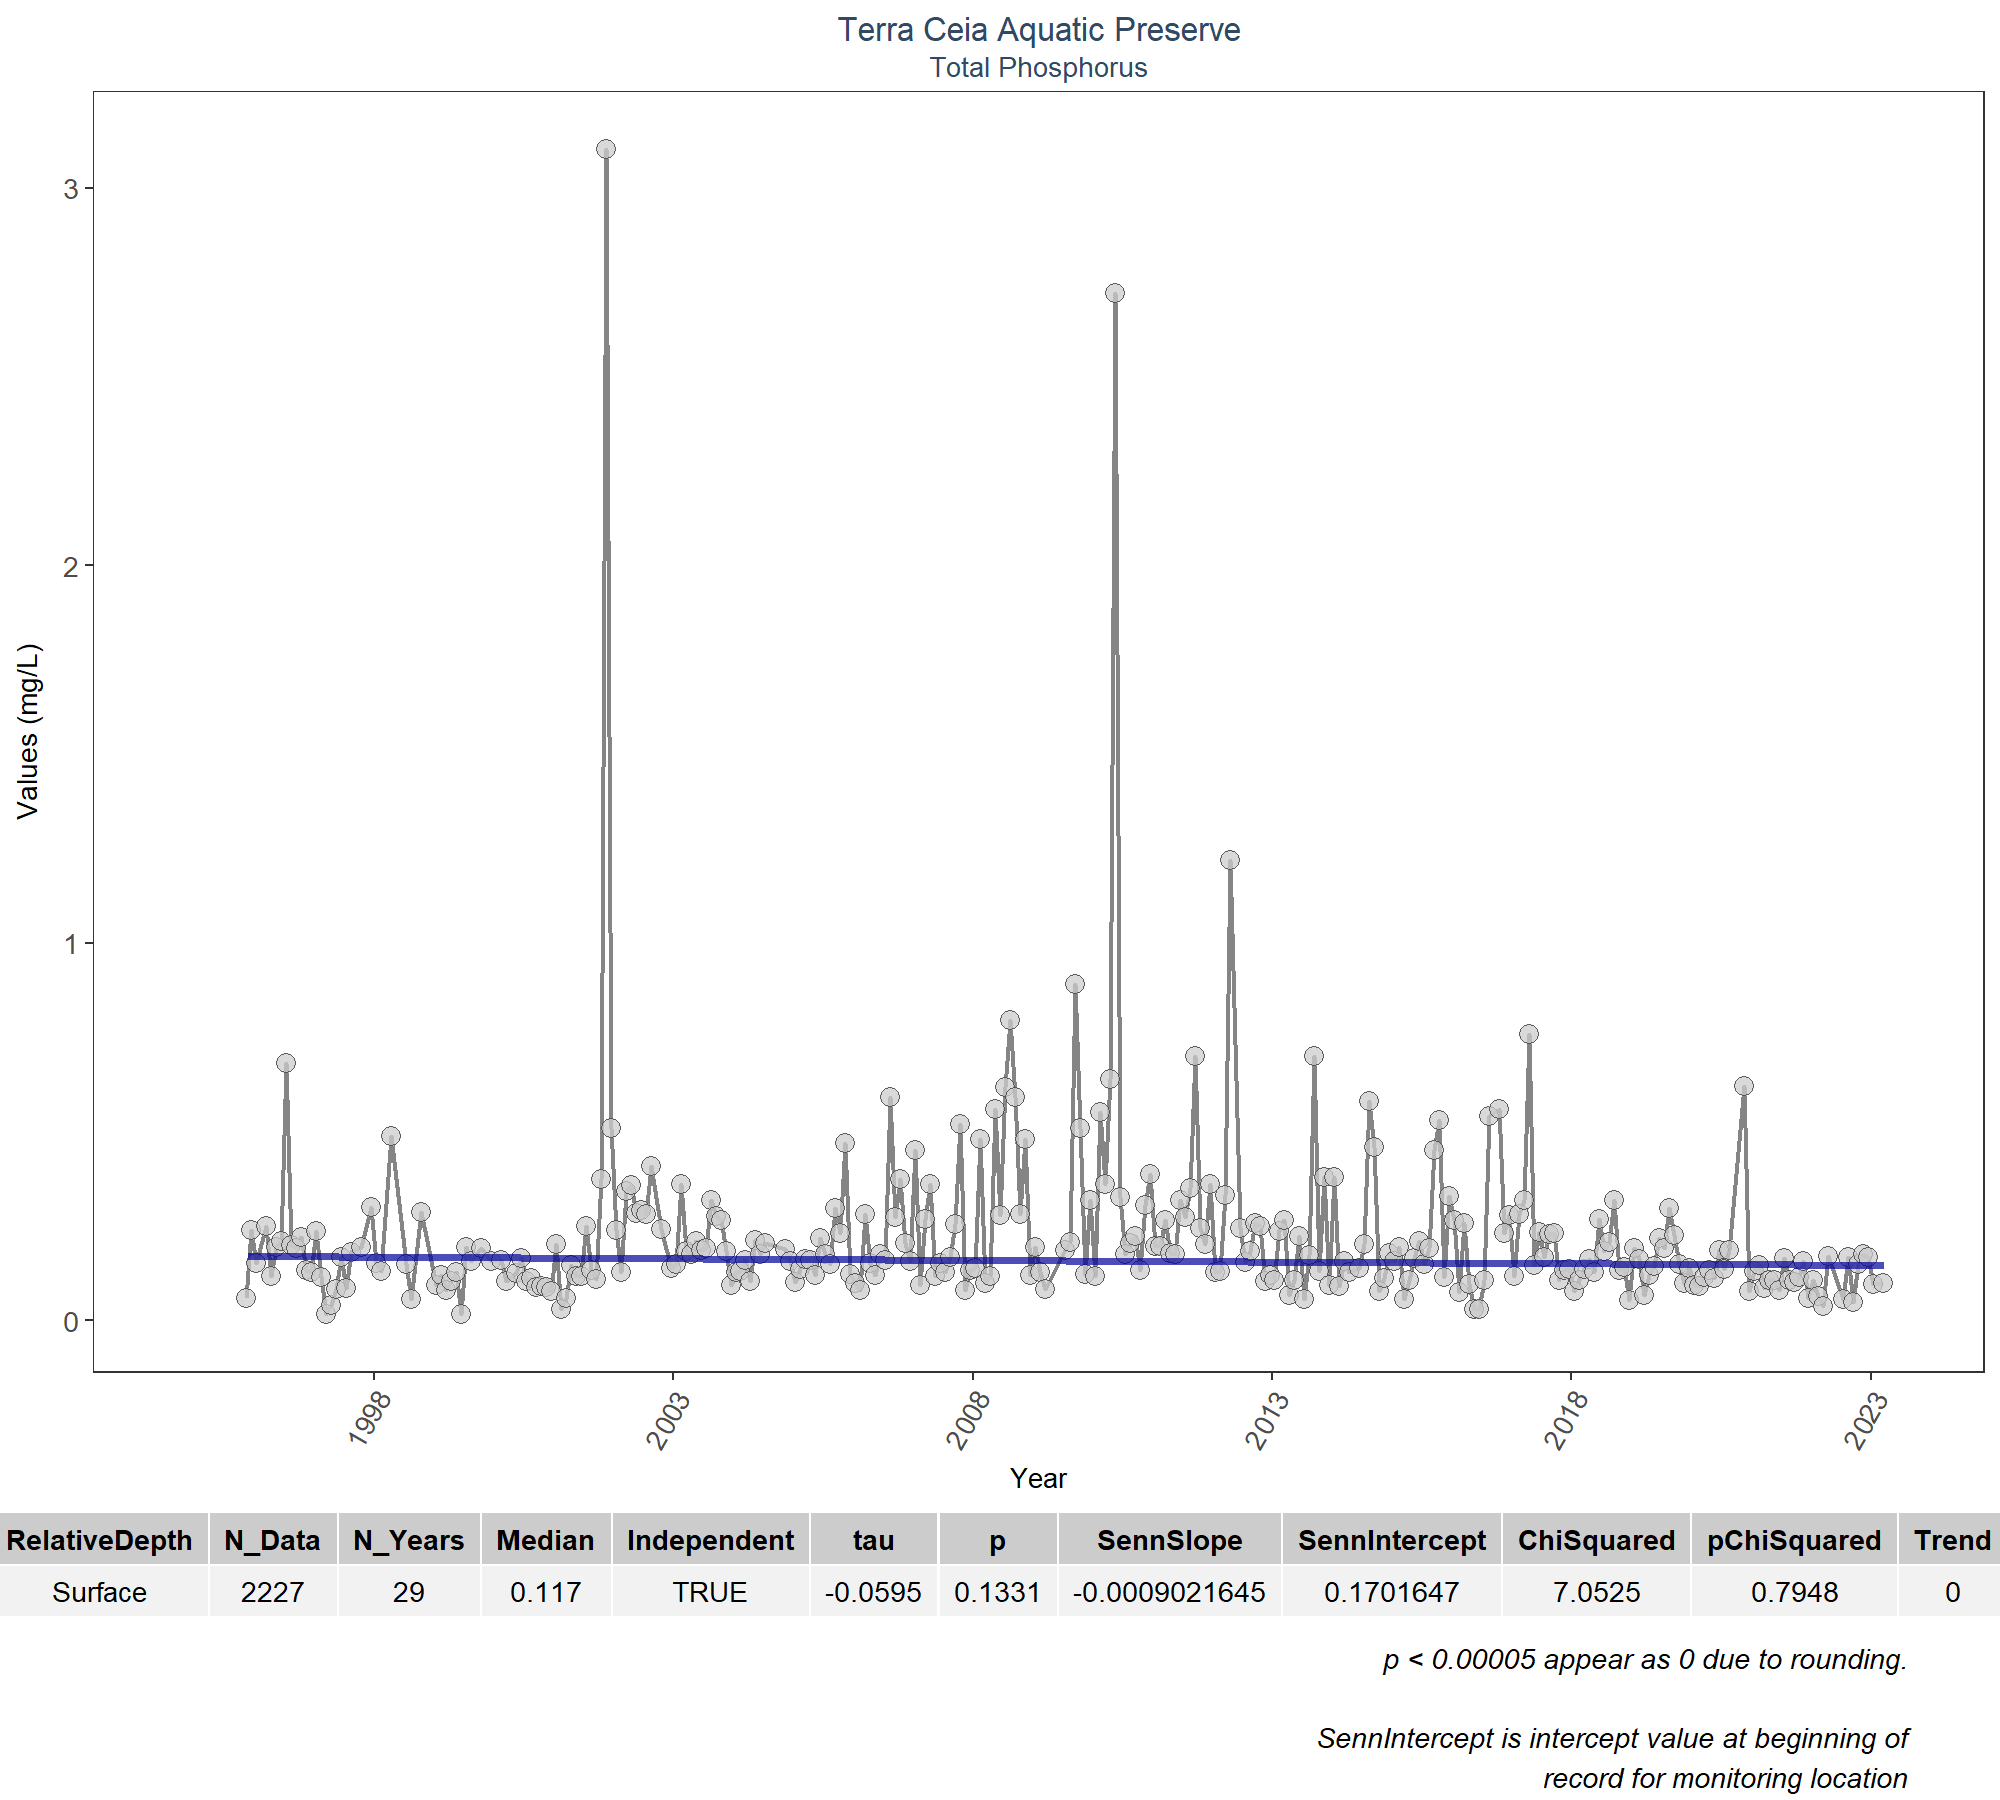 Terra Ceia Aquatic Preserve
Total Phosphorus
Values (mg/L)
3
2
1
0
1998 2003 2008 2013 2018 2023
Year
RelativeDepth N_Data N_Years Median Independent tau p SennSlope SennIntercept ChiSquared pChiSquared Trend
Surface 2227 29 0.117 TRUE -0.0595 0.1331 -0.0009021645 0.1701647 7.0525 0.7948 0
p < 0.00005 appear as 0 due to rounding.
SennIntercept is intercept value at beginning of
record for monitoring location